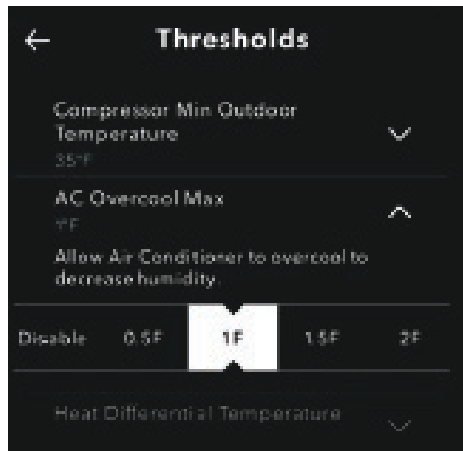 Thresholds
Compressor Min Outdoor
Temperature
35°F
AC Overcool Max
1°F
Allow Air Conditioner to overcool to
decrease humidity.
Disable 0.5F 1F 1.5F 2F
Heat Differential Temperature